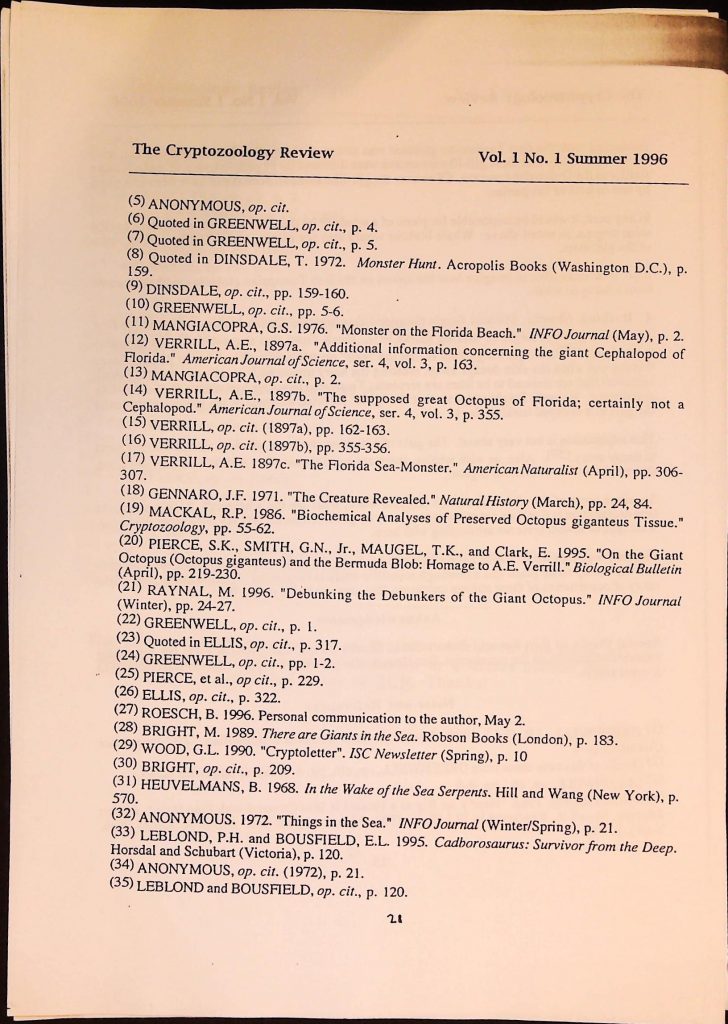 The Cryptozoology Review
Vol. 1 No. 1 Summer 1996
(5) ANONYMOUS, op. cit.
(6) Quoted in GREENWELL, op. cit., p. 4.
(7) Quoted in GREENWELL, op. cit., p. 5.
(8) Quoted in DINSDALE, T. 1972. Monster Hunt. Acropolis Books (Washington D.C.), p.
159.
(9) DINSDALE, op. cit., pp. 159-160.
(10) GREENWELL, op. cit., pp. 5-6.
(11) MANGIACOPRA, G.S. 1976. "Monster on the Florida Beach." INFO Journal (May), p. 2.
(12) VERRILL, A.E., 1897a. "Additional information concerning the giant Cephalopod of
Florida." American Journal of Science, ser. 4, vol. 3, p. 163.
(13) MANGIACOPRA, op. cit., p. 2.
(14) VERRILL, A.E., 1897b. "The supposed great Octopus of Florida; certainly not a
Cephalopod." American Journal of Science, ser. 4, vol. 3, p. 355.
(15) VERRILL, op. cit. (1897a), pp. 162-163.
(16) VERRILL, op. cit. (1897b), pp. 355-356.
(17) VERRILL, A.E. 1897c. "The Florida Sea-Monster." American Naturalist (April), pp. 306-
307.
(18) GENNARO, J.F. 1971. "The Creature Revealed." Natural History (March), pp. 24, 84.
(19) MACKAL, R.P. 1986. "Biochemical Analyses of Preserved Octopus giganteus Tissue."
Cryptozoology, pp. 55-62.
(20) PIERCE, S.K., SMITH, G.N., Jr., MAUGEL, T.K., and Clark, E. 1995. "On the Giant
Octopus (Octopus giganteus) and the Bermuda Blob: Homage to A.E. Verrill." Biological Bulletin
(April), pp. 219-230.
(21) RAYNAL, M. 1996. "Debunking the Debunkers of the Giant Octopus." INFO Journal
(Winter), pp. 24-27.
(22) GREENWELL, op. cit., p. 1.
(23) Quoted in ELLIS, op. cit., p. 317.
(24) GREENWELL, op. cit., pp. 1-2.
(25) PIERCE, et al., op cit., p. 229.
(26) ELLIS, op. cit., p. 322.
(27) ROESCH, B. 1996. Personal communication to the author, May 2.
(28) BRIGHT, M. 1989. There are Giants in the Sea. Robson Books (London), p. 183.
(29) WOOD, G.L. 1990. "Cryptoletter". ISC Newsletter (Spring), p. 10
(30) BRIGHT, op. cit., p. 209.
(31) HEUVELMANS, B. 1968. In the Wake of the Sea Serpents. Hill and Wang (New York), p.
570.
(32) ANONYMOUS. 1972. "Things in the Sea." INFO Journal (Winter/Spring), p. 21.
(33) LEBLOND, P.H. and BOUSFIELD, E.L. 1995. Cadborosaurus: Survivor from the Deep.
Horsdal and Schubart (Victoria), p. 120.
(34) ANONYMOUS, op. cit. (1972), p. 21.
(35) LEBLOND and BOUSFIELD, op. cit., p. 120.
21